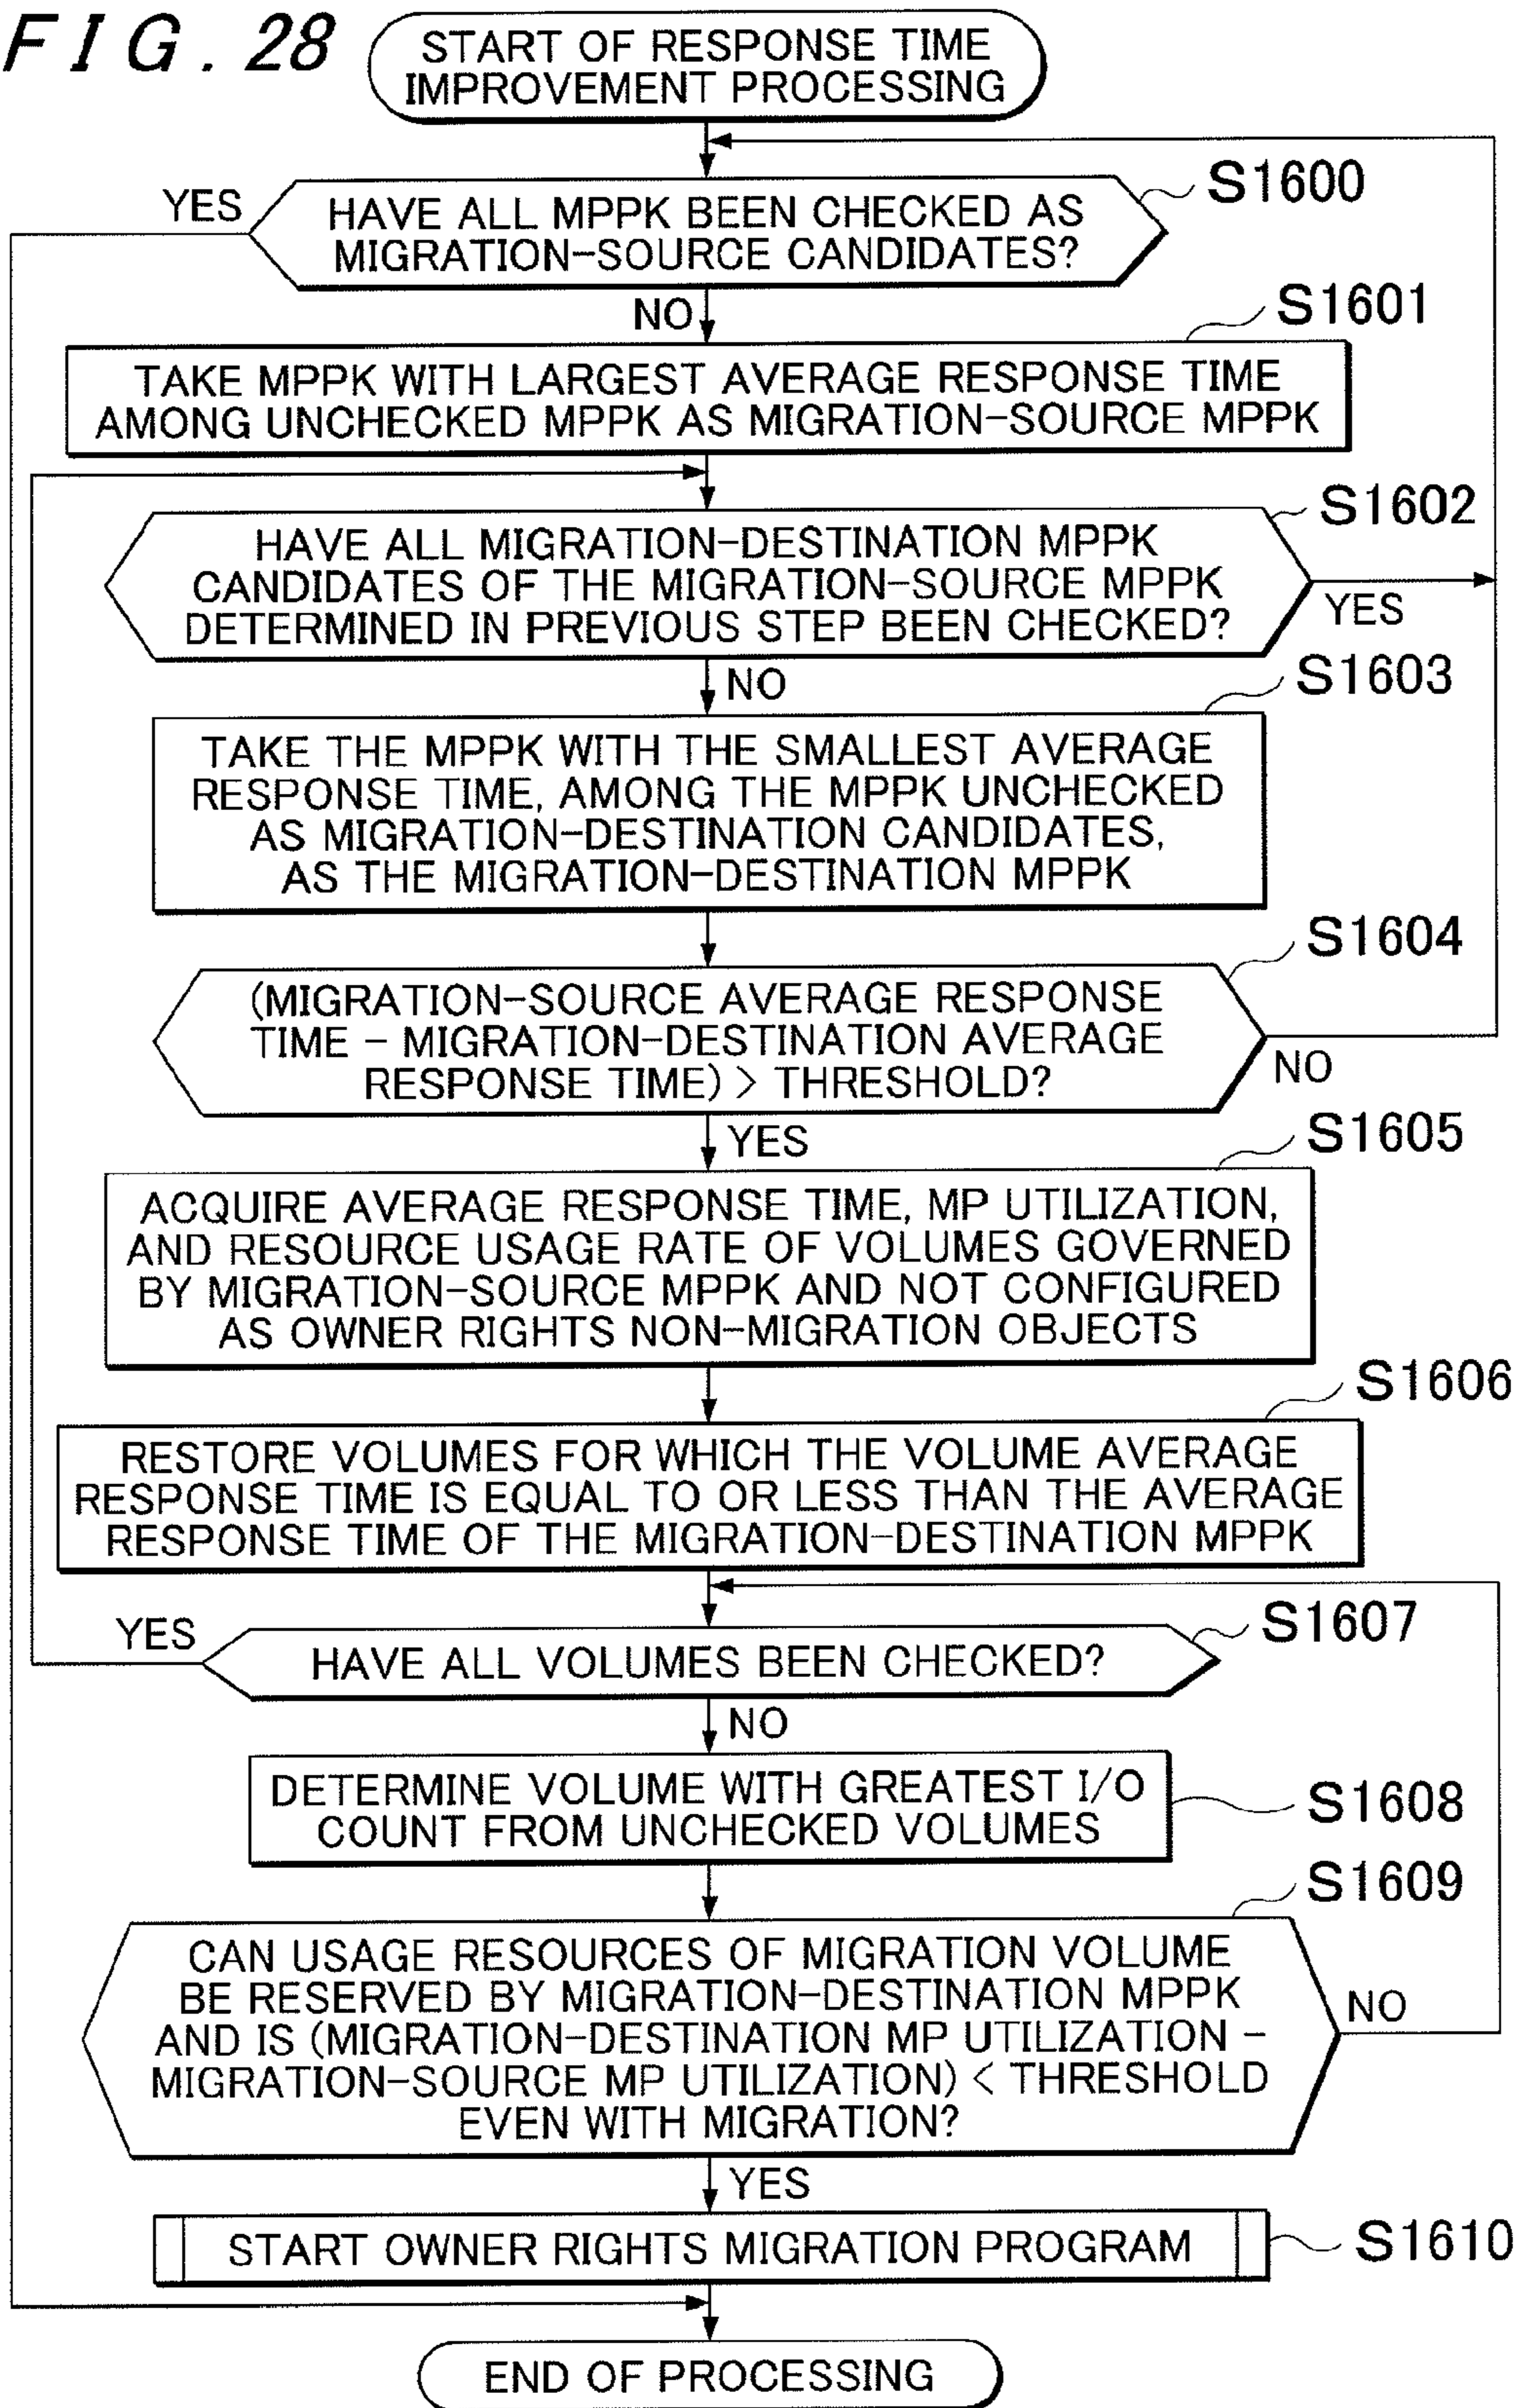 FIG. 28
START OF RESPONSE TIME
IMPROVEMENT PROCESSING
S1600
YES
HAVE ALL MPPK BEEN CHECKED AS
MIGRATION-SOURCE CANDIDATES?
NO
S1601
TAKE MPPK WITH LARGEST AVERAGE RESPONSE TIME
AMONG UNCHECKED MPPK AS MIGRATION-SOURCE MPPK
S1602
HAVE ALL MIGRATION-DESTINATION MPPK
CANDIDATES OF THE MIGRATION-SOURCE MPPK
DETERMINED IN PREVIOUS STEP BEEN CHECKED?
YES
NO
S1603
TAKE THE MPPK WITH THE SMALLEST AVERAGE
RESPONSE TIME, AMONG THE MPPK UNCHECKED
AS MIGRATION-DESTINATION CANDIDATES,
AS THE MIGRATION-DESTINATION MPPK
S1604
(MIGRATION-SOURCE AVERAGE RESPONSE
TIME - MIGRATION-DESTINATION AVERAGE
RESPONSE TIME) > THRESHOLD?
NO
YES
S1605
ACQUIRE AVERAGE RESPONSE TIME, MP UTILIZATION,
AND RESOURCE USAGE RATE OF VOLUMES GOVERNED
BY MIGRATION-SOURCE MPPK AND NOT CONFIGURED
AS OWNER RIGHTS NON-MIGRATION OBJECTS
S1606
RESTORE VOLUMES FOR WHICH THE VOLUME AVERAGE
RESPONSE TIME IS EQUAL TO OR LESS THAN THE AVERAGE
RESPONSE TIME OF THE MIGRATION-DESTINATION MPPK
S1607
YES
HAVE ALL VOLUMES BEEN CHECKED?
NO
DETERMINE VOLUME WITH GREATEST I/O
COUNT FROM UNCHECKED VOLUMES
S1608
S1609
CAN USAGE RESOURCES OF MIGRATION VOLUME
BE RESERVED BY MIGRATION-DESTINATION MPPK
AND IS (MIGRATION-DESTINATION MP UTILIZATION -
MIGRATION-SOURCE MP UTILIZATION) < THRESHOLD
EVEN WITH MIGRATION?
NO
YES
START OWNER RIGHTS MIGRATION PROGRAM
S1610
END OF PROCESSING